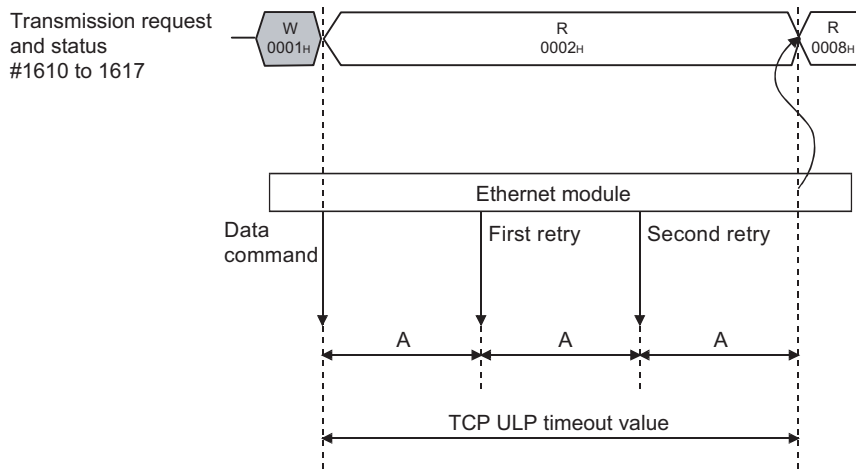 Transmission request
and status
#1610 to 1617
W
0001H
R
0002H
R
0008H
Ethernet module
Data
command
First retry
Second retry
A
A
A
TCP ULP timeout value